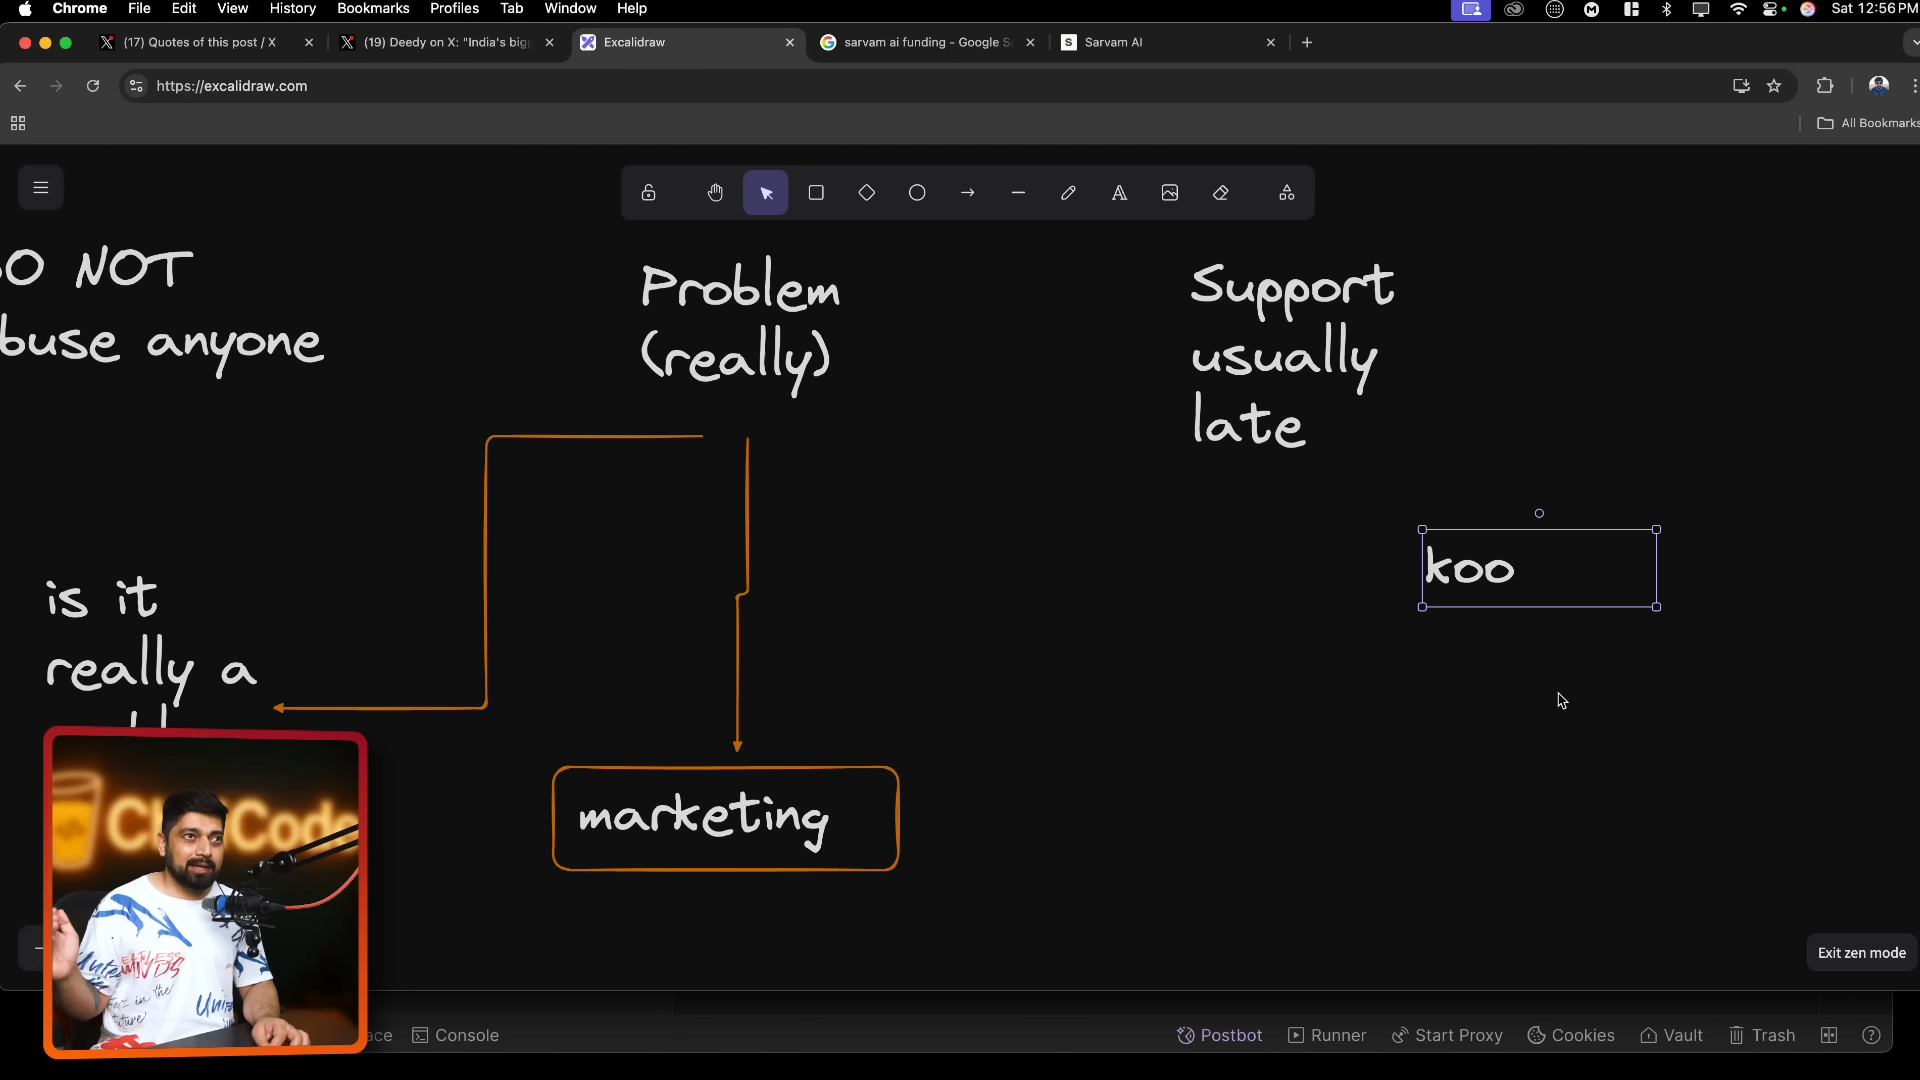 Chrome File Edit View History Bookmarks Profiles Tab Window Help
Sat 12:56 PM
(17) Quotes of this post / X
(19) Deedy on X: "India's big
Excalidraw
sarvam ai funding - Google S
Sarvam AI
https://excalidraw.com
All Bookmarks
O NOT
buse anyone
Problem
(really)
Support
usually
late
koo
is it
really a
marketing
Exit zen mode
Console
Postbot
Runner
Start Proxy
Cookies
Vault
Trash